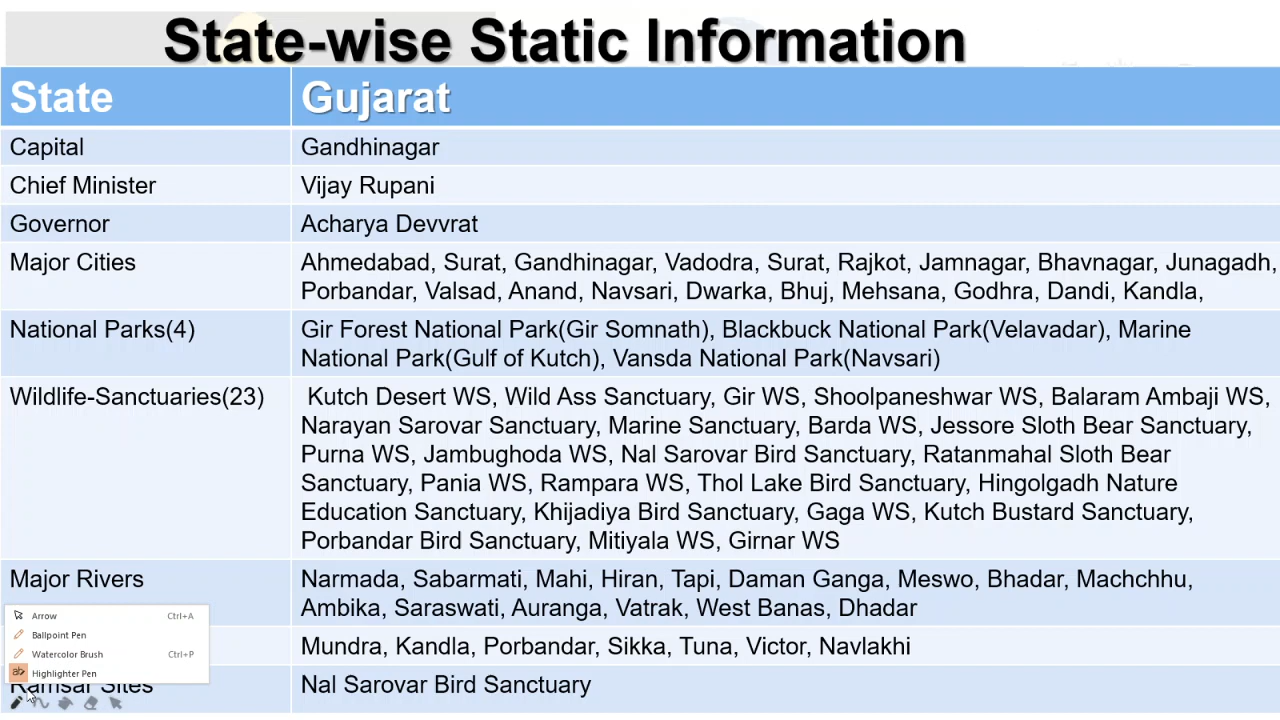 State-wise Static Information
State Gujarat
Capital Gandhinagar
Chief Minister Vijay Rupani
Governor Acharya Devvrat
Major Cities Ahmedabad, Surat, Gandhinagar, Vadodra, Surat, Rajkot, Jamnagar, Bhavnagar, Junagadh,
Porbandar, Valsad, Anand, Navsari, Dwarka, Bhuj, Mehsana, Godhra, Dandi, Kandla,
National Parks(4) Gir Forest National Park(Gir Somnath), Blackbuck National Park(Velavadar), Marine
National Park(Gulf of Kutch), Vansda National Park(Navsari)
Wildlife-Sanctuaries(23) Kutch Desert WS, Wild Ass Sanctuary, Gir WS, Shoolpaneshwar WS, Balaram Ambaji WS,
Narayan Sarovar Sanctuary, Marine Sanctuary, Barda WS, Jessore Sloth Bear Sanctuary,
Purna WS, Jambughoda WS, Nal Sarovar Bird Sanctuary, Ratanmahal Sloth Bear
Sanctuary, Pania WS, Rampara WS, Thol Lake Bird Sanctuary, Hingolgadh Nature
Education Sanctuary, Khijadiya Bird Sanctuary, Gaga WS, Kutch Bustard Sanctuary,
Porbandar Bird Sanctuary, Mitiyala WS, Girnar WS
Major Rivers Narmada, Sabarmati, Mahi, Hiran, Tapi, Daman Ganga, Meswo, Bhadar, Machchhu,
Ambika, Saraswati, Auranga, Vatrak, West Banas, Dhadar
Mundra, Kandla, Porbandar, Sikka, Tuna, Victor, Navlakhi
Ramsar Sites Nal Sarovar Bird Sanctuary
Arrow Ctrl+A
Ballpoint Pen
Watercolor Brush Ctrl+P
ab Highlighter Pen